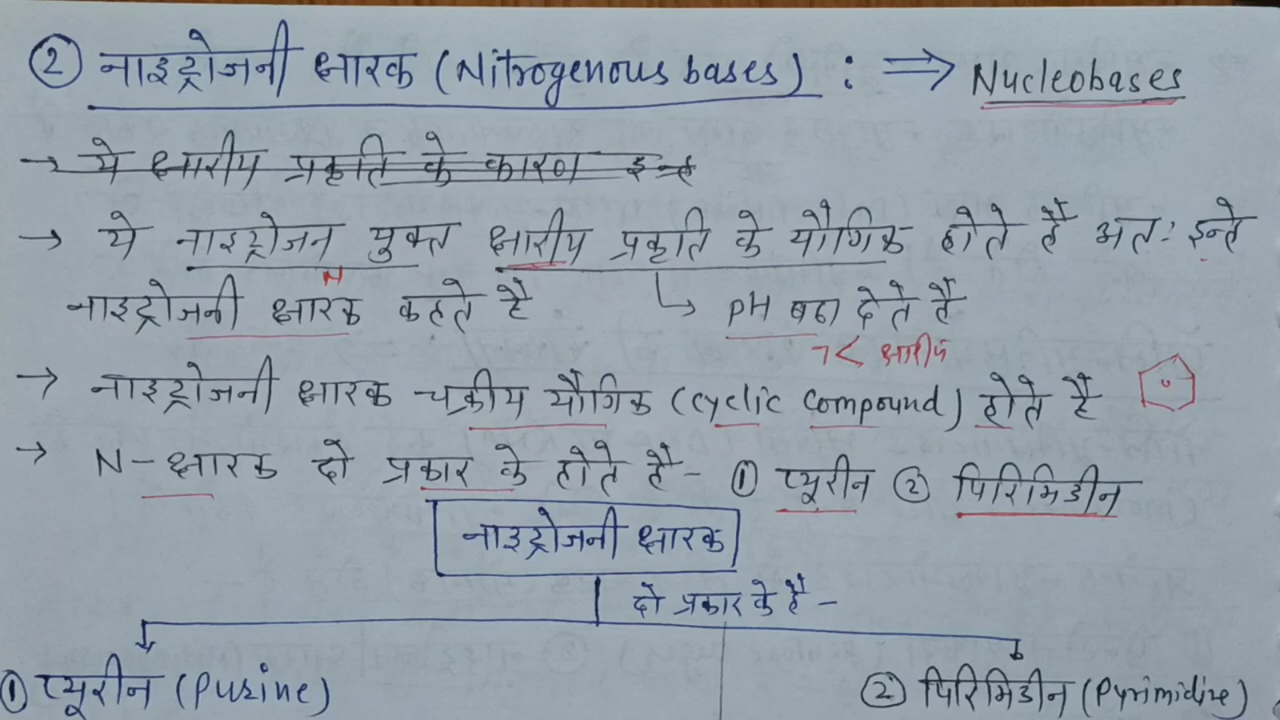 ② नाइट्रोजनी क्षारक (Nitrogenous bases) : ⇒ Nucleobases
→ ये क्षारीय प्रकृति के कारण इन्हे
→ ये नाइट्रोजन युक्त क्षारीय प्रकृति के यौगिक होते हैं अतः इन्हे
N
नाइट्रोजनी क्षारक कहते है ↳ PH बढा देते है
7 < क्षारीय
→ नाइट्रोजनी क्षारक चक्रीय यौगिक (cyclic compound) होते है
→ N-क्षारक दो प्रकार के होते है - ① प्यूरीन ② पिरिमिडीन
नाइट्रोजनी क्षारक
दो प्रकार के है -
① प्यूरीन (Purine) ② पिरिमिडीन (Pyrimidine)